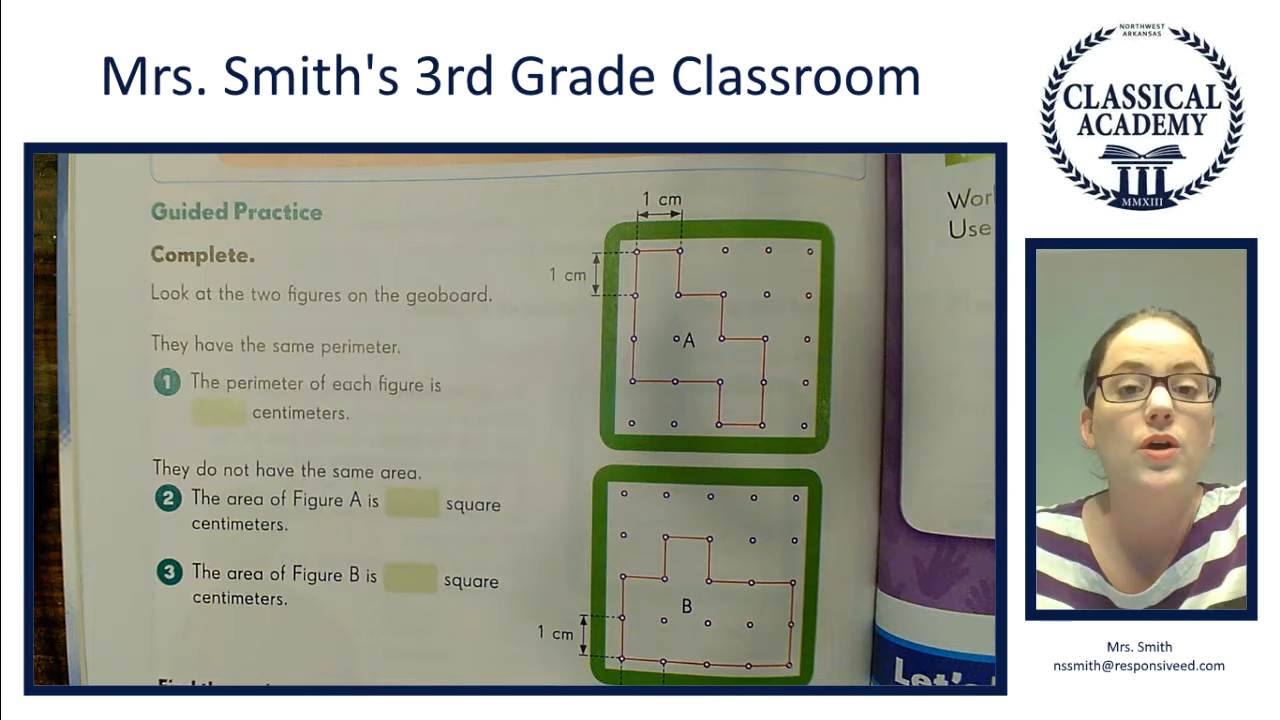 Mrs. Smith's 3rd Grade Classroom
NORTHWEST
ARKANSAS
CLASSICAL
ACADEMY
MMXIII
Guided Practice
Complete.
Look at the two figures on the geoboard.
They have the same perimeter.
1 The perimeter of each figure is
centimeters.
They do not have the same area.
2 The area of Figure A is square
centimeters.
3 The area of Figure B is square
centimeters.
1 cm
1 cm
A
B
1 cm
Use
Let's
Mrs. Smith
nssmith@responsiveed.com